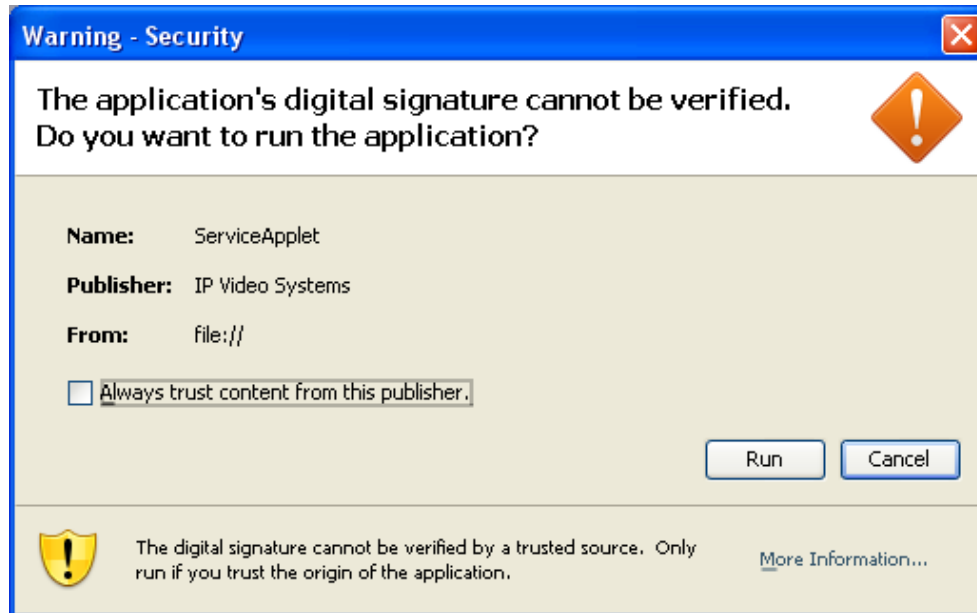 Warning - Security
The application's digital signature cannot be verified.
Do you want to run the application?
Name: ServiceApplet
Publisher: IP Video Systems
From: file://
Always trust content from this publisher.
Run Cancel
The digital signature cannot be verified by a trusted source. Only
run if you trust the origin of the application.
More Information...